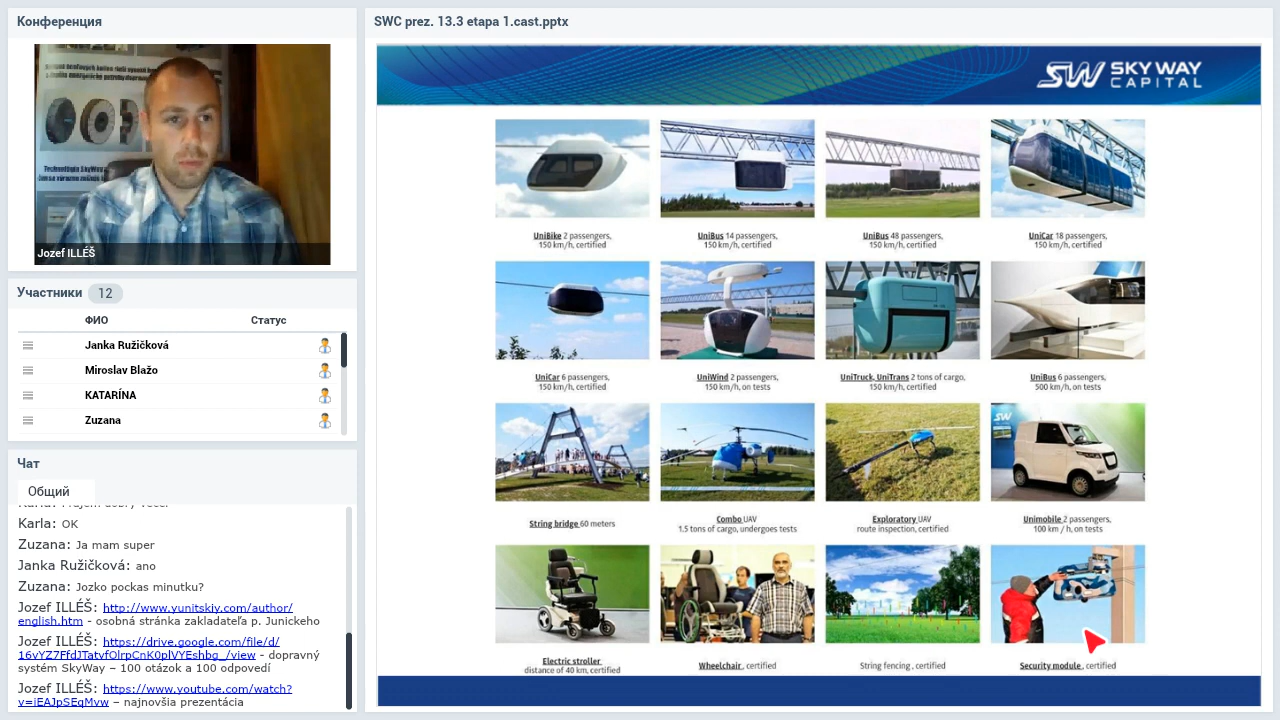 Конференция
Jozef ILLÉŠ
Участники 12
ФИО Статус
Janka Ružičková
Miroslav Blažo
KATARÍNA
Zuzana
Чат
Общий
Karla: OK
Zuzana: Ja mam super
Janka Ružičková: ano
Zuzana: Jozko pockas minutku?
Jozef ILLÉŠ: http://www.yunitskiy.com/author/
english.htm - osobná stránka zakladateľa p. Junického
Jozef ILLÉŠ: https://drive.google.com/file/d/
- dopravný
systém SkyWay – 100 otázok a 100 odpovedí
Jozef ILLÉŠ: https://www.youtube.com/watch?
v=iEAJpSEqMvw – najnovšia prezentácia
SWC prez. 13.3 etapa 1.cast.pptx
SW SKY WAY
CAPITAL
UniBike 2 passengers,
150 km/h, certified
UniBus 14 passengers,
150 km/h, certified
UniBus 48 passengers,
150 km/h, certified
UniCar 18 passengers,
150 km/h, certified
UniCar 6 passengers,
150 km/h, certified
UniWind 2 passengers,
150 km/h, on tests
UniTruck, UniTrans 2 tons of cargo,
150 km/h, certified
UniBus 6 passengers,
500 km/h, on tests
String bridge 60 meters
Combo UAV
1.5 tons of cargo, undergoes tests
Exploratory UAV
route inspection, certified
SW
Unimobile 2 passengers,
100 km / h, on tests
Electric stroller,
distance of 40 km, certified
Wheelchair , certified
String fencing , certified
Security module , certified